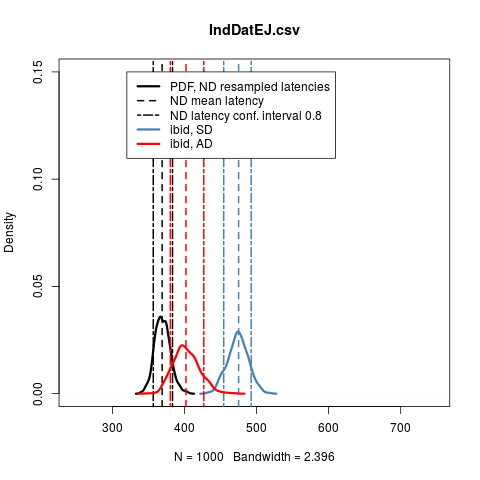 IndDatEJ.csv
0.15
0.10
0.05
0.00
Density
PDF, ND resampled latencies
ND mean latency
ND latency conf. interval 0.8
ibid, SD
ibid, AD
300 400 500 600 700
N = 1000 Bandwidth = 2.396